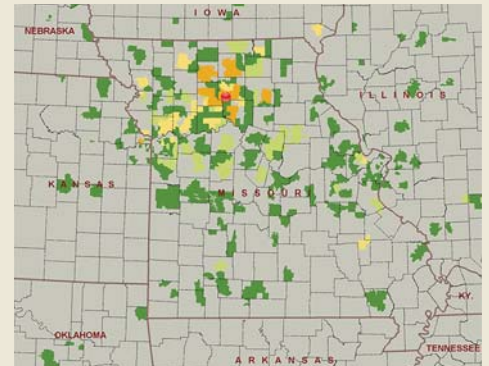 IOWA
NEBRASKA
ILLINOIS
KANSAS
MISSOURI
KY.
OKLAHOMA
TENNESSEE
ARKANSAS